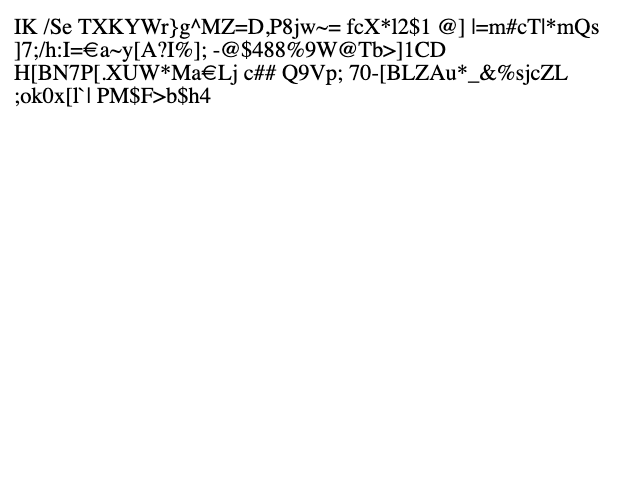 IK /Se TXKYWr}g^MZ=D,P8jw~= fcX*l2$1 @] |=m#cT|*mQs
]7;/h:I=€a~y[A?I%]; -@$488%9W@Tb>]1CD
H[BN7P[.XUW*Ma€Lj c## Q9Vp; 70-[BLZAu*_&%sjcZL
;ok0x[l`| PM$F>b$h4